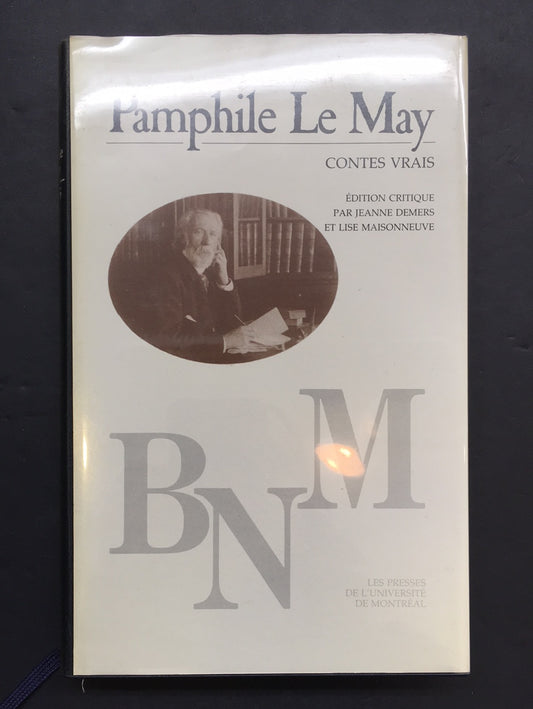 Pamphile Le May
CONTES VRAIS
ÉDITION CRITIQUE
PAR JEANNE DEMERS
ET LISE MAISONNEUVE
BNM
LES PRESSES
DE L'UNIVERSITÉ
DE MONTRÉAL